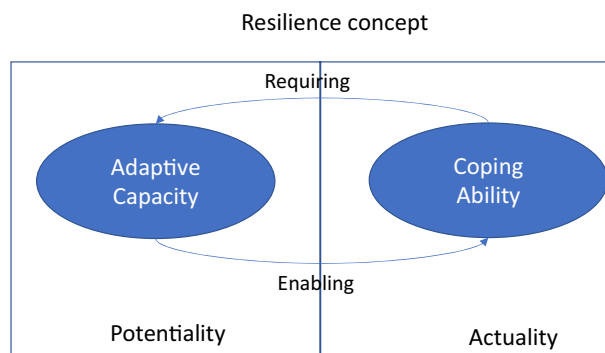 Resilience concept
Requiring
Adaptive
Capacity
Coping
Ability
Enabling
Potentiality
Actuality